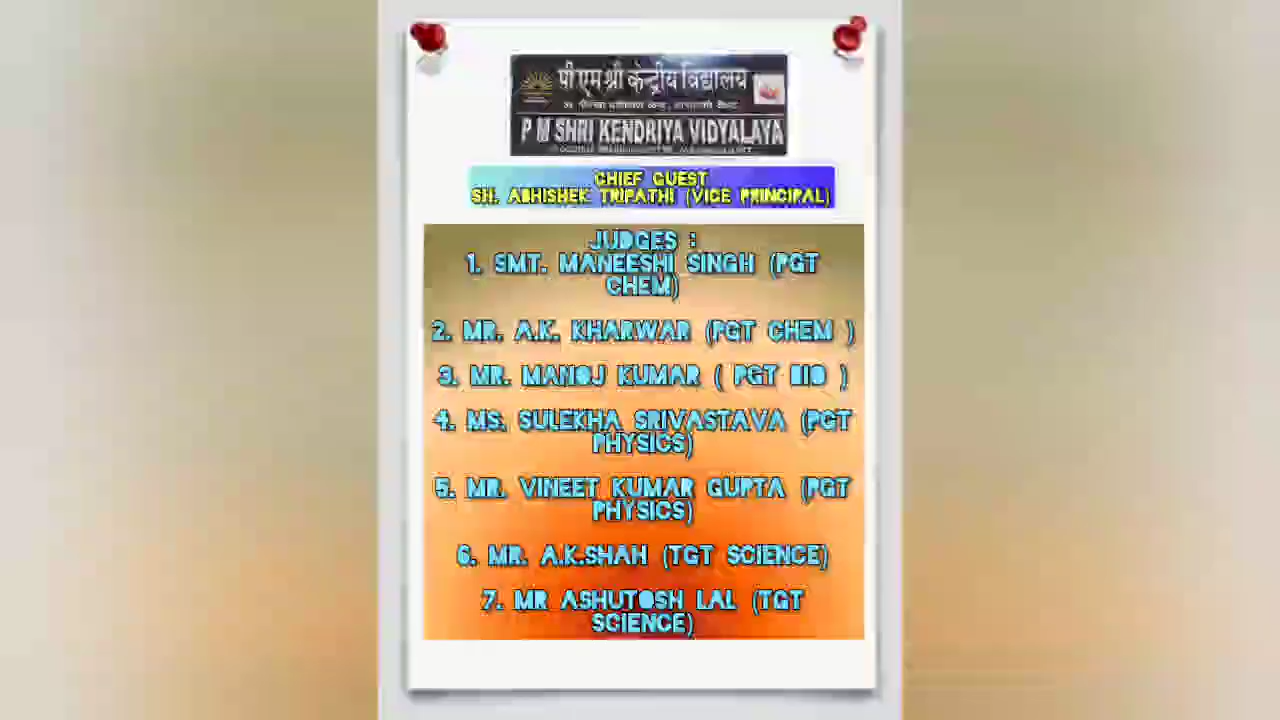 पी एम श्री केन्द्रीय विद्यालय
P M SHRI KENDRIYA VIDYALAYA
CHIEF GUEST
SH. ABHISHEK TRIPATHI (VICE PRINCIPAL)
JUDGES :
1. SMT. MANEESHI SINGH (PGT
CHEM)
2. MR. A.K. KHARWAR (PGT CHEM )
3. MR. MANOJ KUMAR ( PGT BIO )
4. MS. SULEKHA SRIVASTAVA (PGT
PHYSICS)
5. MR. VINEET KUMAR GUPTA (PGT
PHYSICS)
6. MR. A.K.SHAH (TGT SCIENCE)
7. MR ASHUTOSH LAL (TGT
SCIENCE)